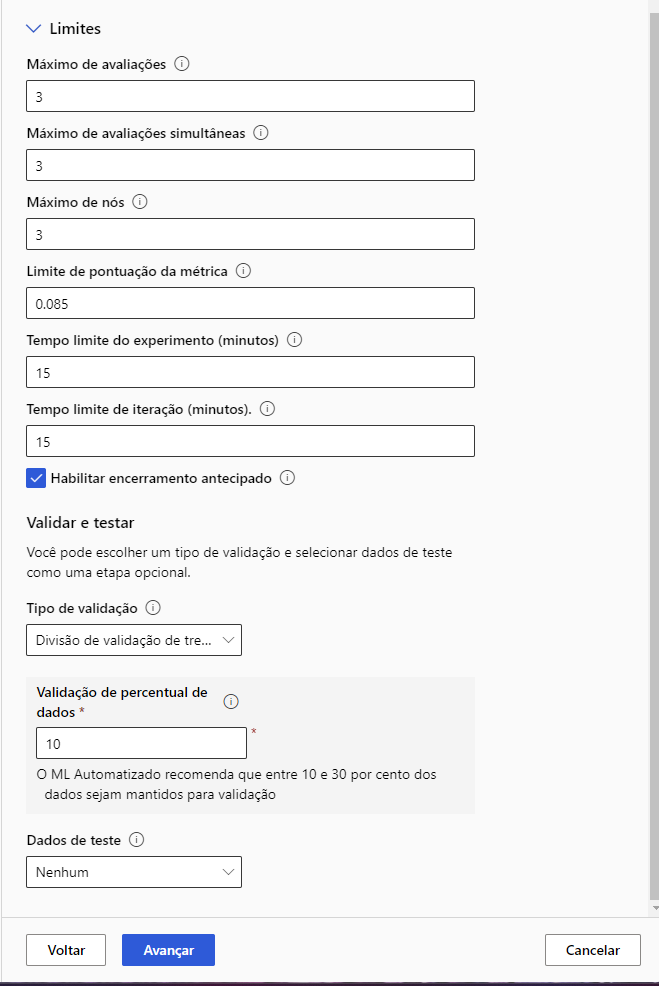 Limites
Máximo de avaliações
3
Máximo de avaliações simultâneas
3
Máximo de nós
3
Limite de pontuação da métrica
0.085
Tempo limite do experimento (minutos)
15
Tempo limite de iteração (minutos).
15
Habilitar encerramento antecipado
Validar e testar
Você pode escolher um tipo de validação e selecionar dados de teste
como uma etapa opcional.
Tipo de validação
Divisão de validação de tre...
Validação de percentual de
dados *
10 *
O ML Automatizado recomenda que entre 10 e 30 por cento dos
dados sejam mantidos para validação
Dados de teste
Nenhum
Voltar Avançar Cancelar